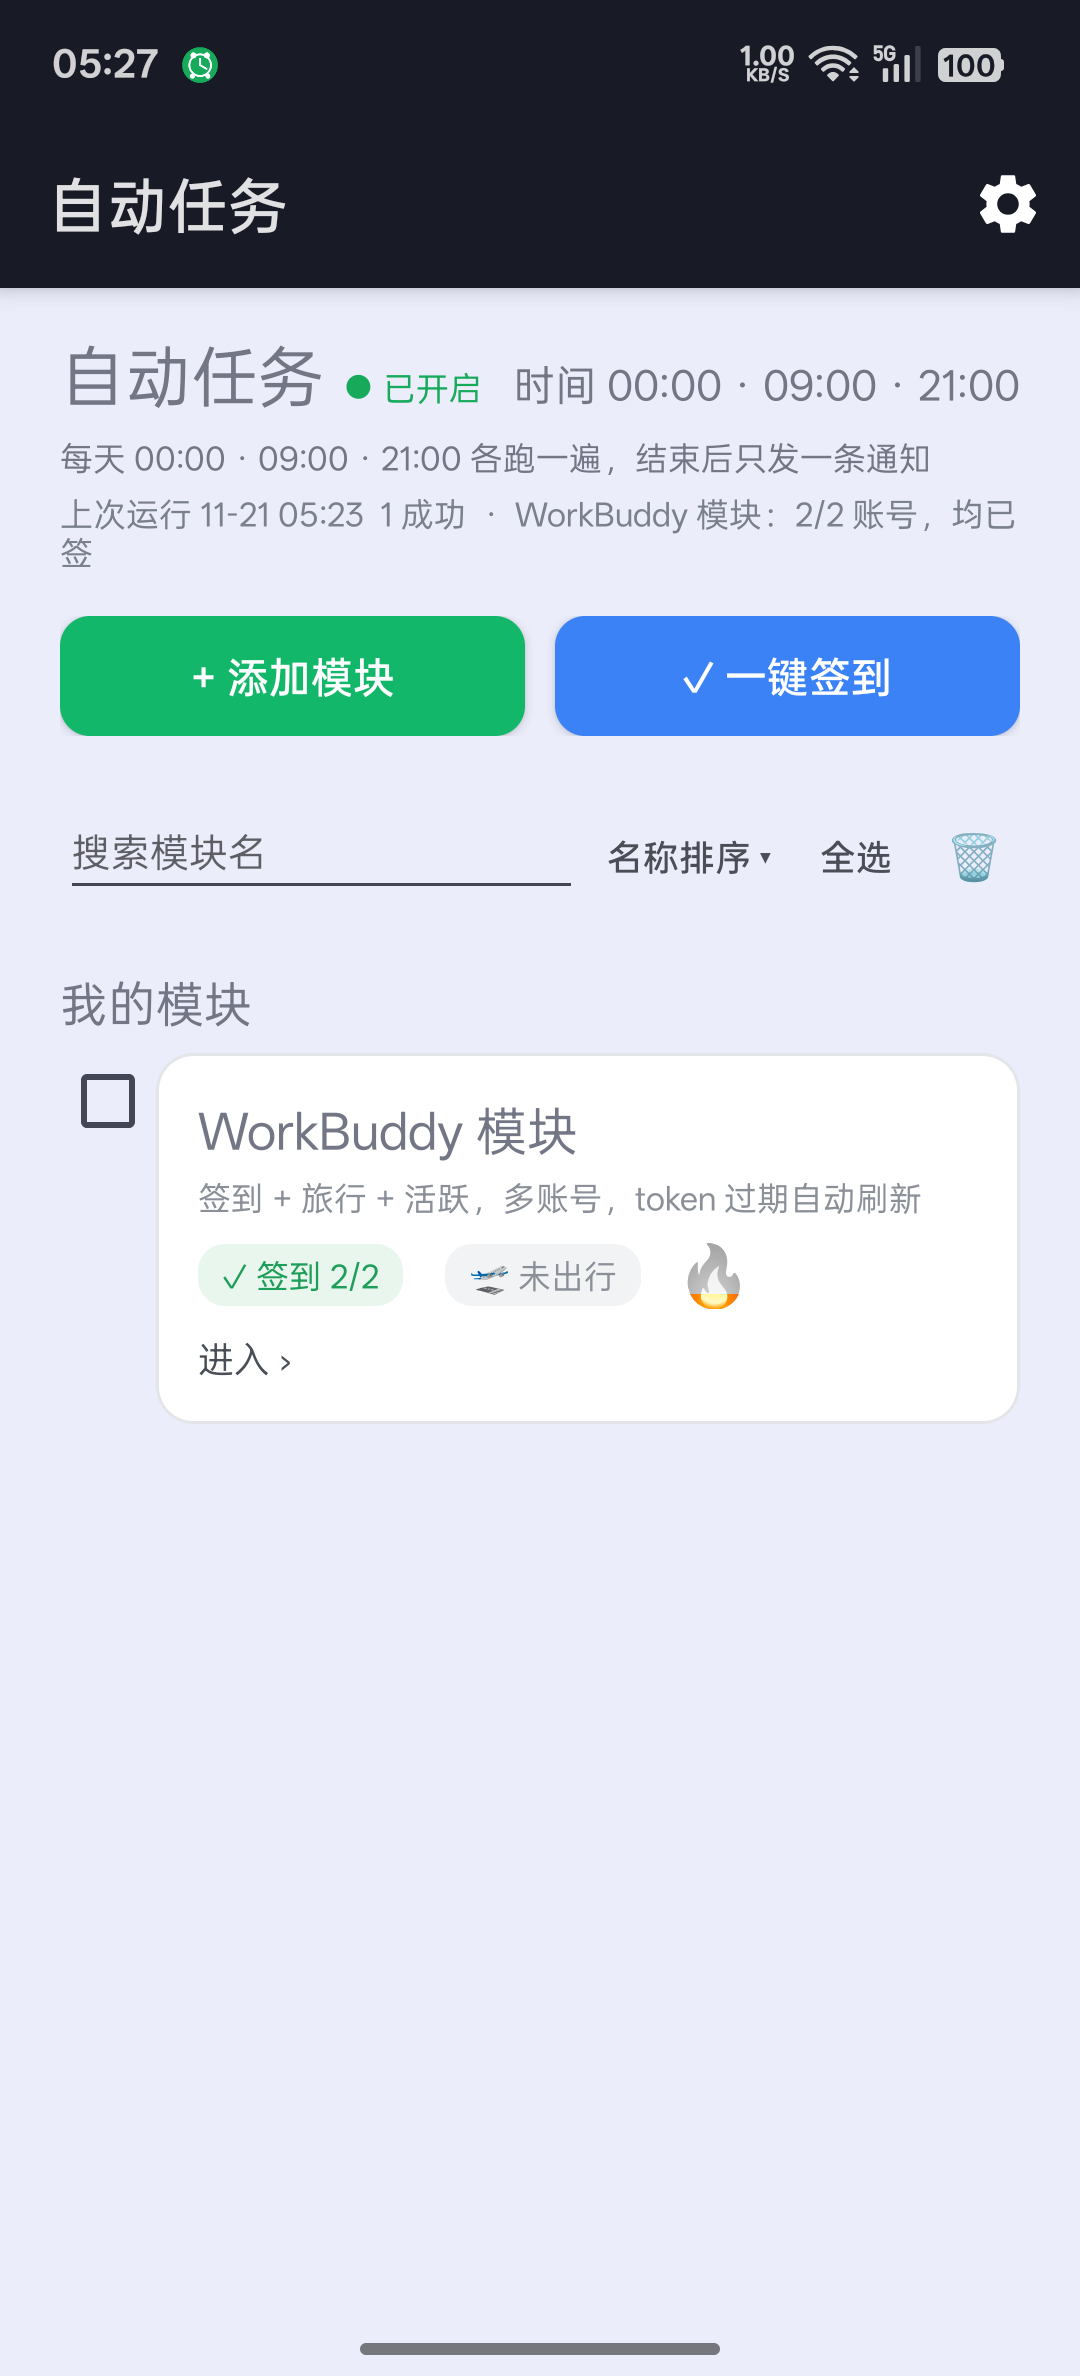 05:27 1.00 KB/S 5G 100
自动任务
自动任务 ● 已开启 时间 00:00 · 09:00 · 21:00
每天 00:00 · 09:00 · 21:00 各跑一遍，结束后只发一条通知
上次运行 11-21 05:23 1 成功 · WorkBuddy 模块：2/2 账号，均已
签
+ 添加模块 ✓ 一键签到
搜索模块名 名称排序 ▾ 全选
我的模块
WorkBuddy 模块
签到 + 旅行 + 活跃，多账号，token 过期自动刷新
✓ 签到 2/2 🛫 未出行 🔥
进入 ›